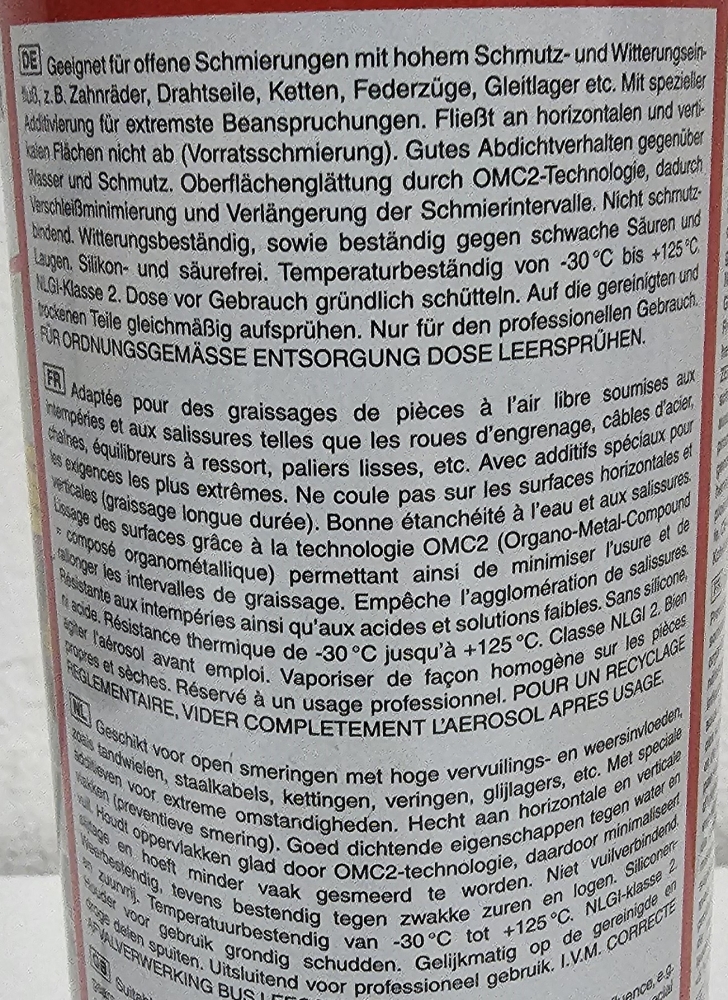 DE Geeignet für offene Schmierungen mit hohem Schmutz- und Witterungsein-
fluß, z.B. Zahnräder, Drahtseile, Ketten, Federzüge, Gleitlager etc. Mit spezieller
Additivierung für extremste Beanspruchungen. Fließt an horizontalen und verti-
kalen Flächen nicht ab (Vorratsschmierung). Gutes Abdichtverhalten gegenüber
Wasser und Schmutz. Oberflächenglättung durch OMC2-Technologie, dadurch
Verschleißminimierung und Verlängerung der Schmierintervalle. Nicht schmutz-
bindend. Witterungsbeständig, sowie beständig gegen schwache Säuren und
Laugen. Silikon- und säurefrei. Temperaturbeständig von -30 °C bis +125 °C.
NLGI-Klasse 2. Dose vor Gebrauch gründlich schütteln. Auf die gereinigten und
trockenen Teile gleichmäßig aufsprühen. Nur für den professionellen Gebrauch.
FÜR ORDNUNGSGEMÄSSE ENTSORGUNG DOSE LEERSPRÜHEN.
FR Adaptée pour des graissages de pièces à l'air libre soumises aux
intempéries et aux salissures telles que les roues d'engrenage, câbles d'acier,
chaînes, équilibreurs à ressort, paliers lisses, etc. Avec additifs spéciaux pour
les exigences les plus extrêmes. Ne coule pas sur les surfaces horizontales et
verticales (graissage longue durée). Bonne étanchéité à l'eau et aux salissures.
Lissage des surfaces grâce à la technologie OMC2 (Organo-Metal-Compound
= composé organométallique) permettant ainsi de minimiser l'usure et de
rallonger les intervalles de graissage. Empêche l'agglomération de salissures.
Résistante aux intempéries ainsi qu'aux acides et solutions faibles. Sans silicone,
ni acide. Résistance thermique de -30 °C jusqu'à +125 °C. Classe NLGI 2. Bien
agiter l'aérosol avant emploi. Vaporiser de façon homogène sur les pièces
propres et sèches. Réservé à un usage professionnel. POUR UN RECYCLAGE
REGLEMENTAIRE, VIDER COMPLETEMENT L'AEROSOL APRES USAGE.
NL Geschikt voor open smeringen met hoge vervuilings- en weersinvloeden,
zoals tandwielen, staalkabels, kettingen, veringen, glijlagers, etc. Met speciale
additieven voor extreme omstandigheden. Hecht aan horizontale en verticale
vlakken (preventieve smering). Goed dichtende eigenschappen tegen water en
vuil. Houdt oppervlakken glad door OMC2-technologie, daardoor minimaliseert
slijtage en hoeft minder vaak gesmeerd te worden. Niet vuilverbindend.
Weerbestendig, tevens bestendig tegen zwakke zuren en logen. Siliconen-
en zuurvrij. Temperatuurbestendig van -30 °C tot +125 °C. NLGI-klasse 2.
Houder voor gebruik grondig schudden. Gelijkmatig op de gereinigde en
droge delen spuiten. Uitsluitend voor professioneel gebruik. I.V.M. CORRECTE
AFVALVERWERKING BUS
GB